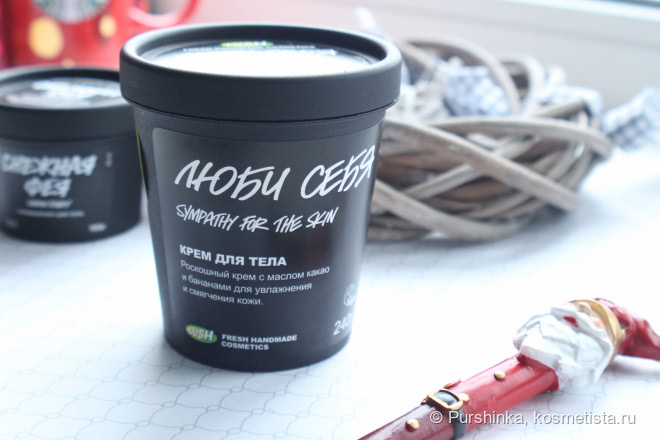 ЛЮБИ СЕБЯ
SYMPATHY FOR THE SKIN
КРЕМ ДЛЯ ТЕЛА
Роскошный крем с маслом какао
и бананами для увлажнения
и смягчения кожи.
240
LUSH
FRESH HANDMADE
COSMETICS
СНЕЖНАЯ
ФЕЯ
© Purshinka, kosmetista.ru